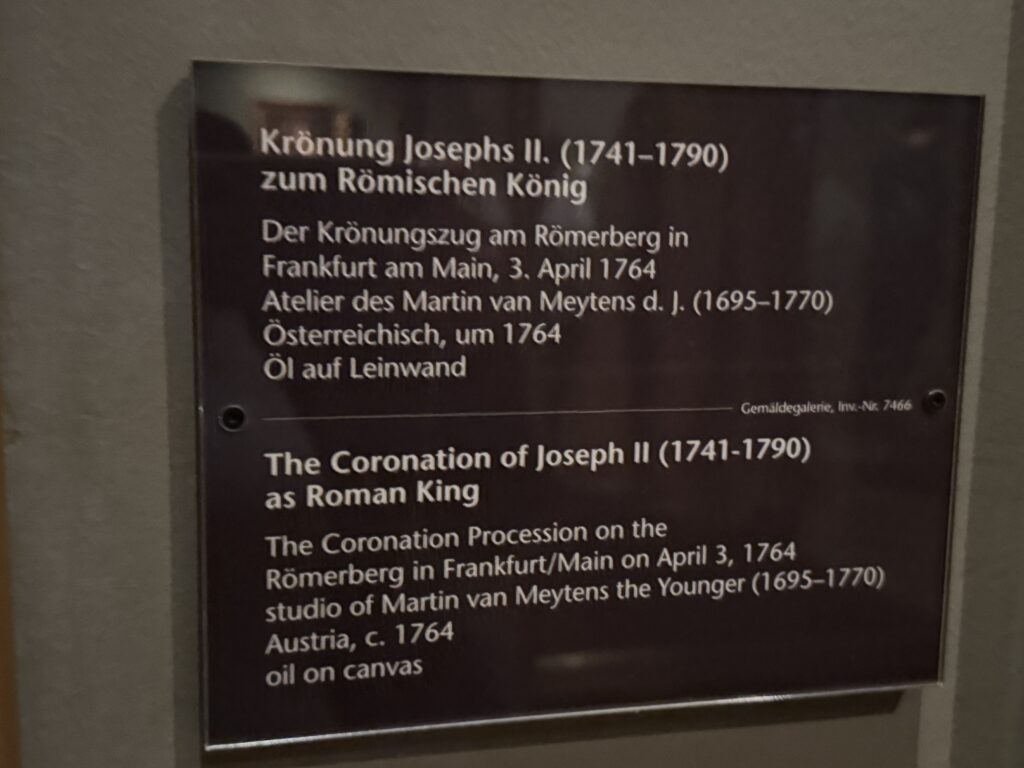 Krönung Josephs II. (1741–1790)
zum Römischen König
Der Krönungszug am Römerberg in
Frankfurt am Main, 3. April 1764
Atelier des Martin van Meytens d. J. (1695–1770)
Österreichisch, um 1764
Öl auf Leinwand
Gemäldegalerie, Inv.-Nr. 7466
The Coronation of Joseph II (1741-1790)
as Roman King
The Coronation Procession on the
Römerberg in Frankfurt/Main on April 3, 1764
studio of Martin van Meytens the Younger (1695–1770)
Austria, c. 1764
oil on canvas